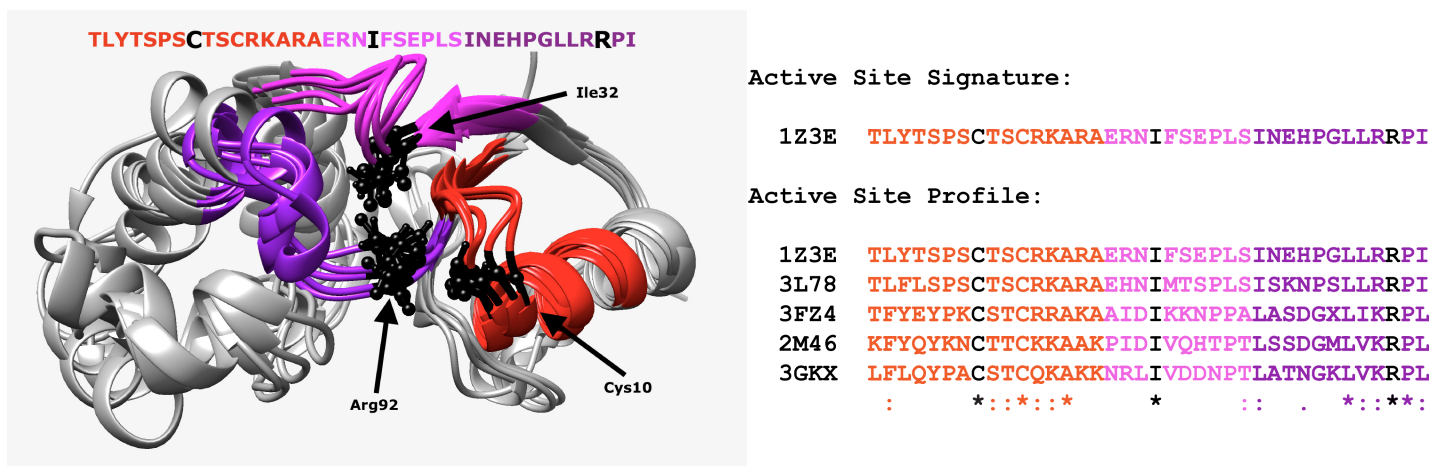 TLYTSPSCTSCRKARAERNIFSEPLSINEHPGLLRRPI
Ile32
Arg92
Cys10
Active Site Signature:
1Z3E TLYTSPSCTSCRKARAERNIFSEPLSINEHPGLLRRPI
Active Site Profile:
1Z3E TLYTSPSCTSCRKARAERNIFSEPLSINEHPGLLRRPI
3L78 TLFLSPSCTSCRKARAEHNIMTSPLSISKNPSLLRRPI
3FZ4 TFYEYPKCSTCRRAKAAIDIKKNPPALASDGXLIKRPL
2M46 KFYQYKNCTTCKKAAKPIDIVQHTPTLSSDGMLVKRPL
3GKX LFLQYPACSTCQKAKKNRLIVDDNPTLATNGKLVKRPL
: *::*::* * :: . *::**: